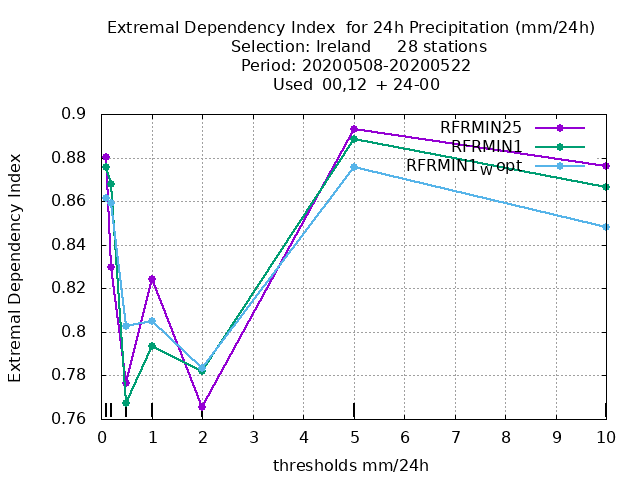 Extremal Dependency Index  for 24h Precipitation (mm/24h)
Selection: Ireland     28 stations
Period: 20200508-20200522
Used  00,12  + 24-00
Extremal Dependency Index
0.9
0.88
0.86
0.84
0.82
0.8
0.78
0.76
RFRMIN25
RFRMIN1
RFRMIN1wopt
0 1 2 3 4 5 6 7 8 9 10
thresholds mm/24h